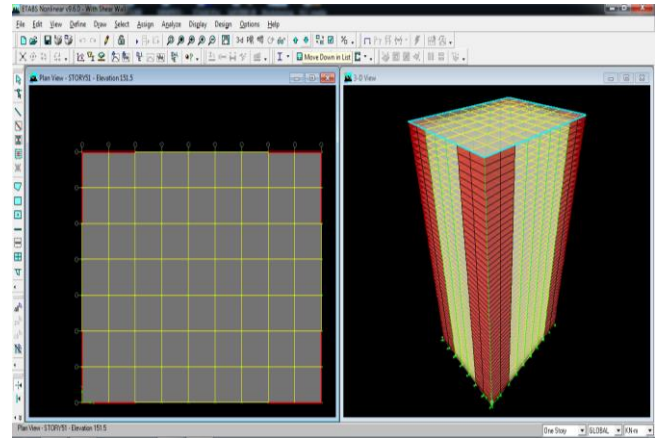 ETABS Nonlinear v9.6.0 - With Shear Wall
File Edit View Define Draw Select Assign Analyze Display Design Options Help
Move Down in List
Plan View - STORY51 - Elevation 151.5
3-D View
Plan View - STORY51 - Elevation 151.5
One Story GLOBAL KN-m